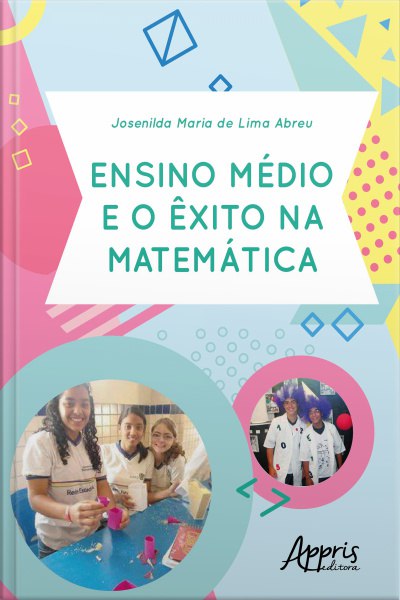 Josenilda Maria de Lima Abreu
ENSINO MÉDIO
E O ÊXITO NA
MATEMÁTICA
Appris
editora